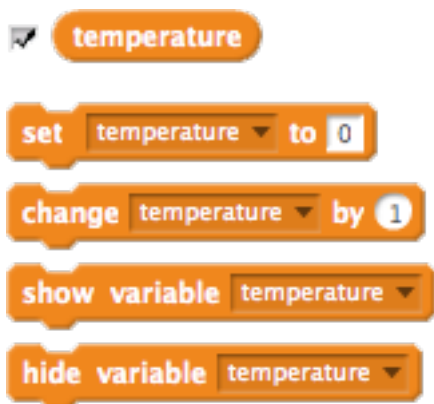 temperature
set temperature to 0
change temperature by 1
show variable temperature
hide variable temperature